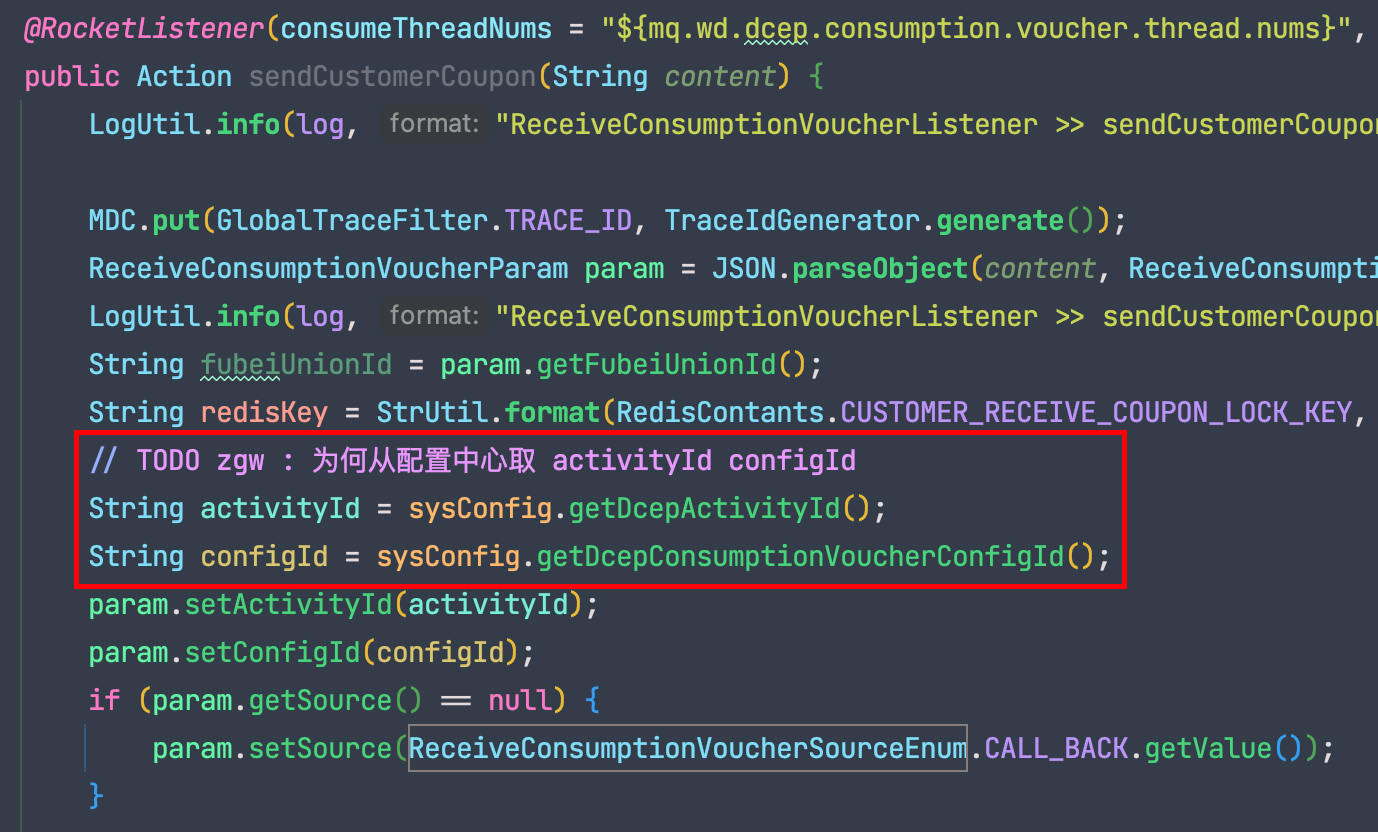 @RocketListener(consumeThreadNums = "${mq.wd.dcep.consumption.voucher.thread.nums}",
public Action sendCustomerCoupon(String content) {
LogUtil.info(log, format: "ReceiveConsumptionVoucherListener >> sendCustomerCoupon
MDC.put(GlobalTraceFilter.TRACE_ID, TraceIdGenerator.generate());
ReceiveConsumptionVoucherParam param = JSON.parseObject(content, ReceiveConsumpti
LogUtil.info(log, format: "ReceiveConsumptionVoucherListener >> sendCustomerCoupon
String fubeiUnionId = param.getFubeiUnionId();
String redisKey = StrUtil.format(RedisContants.CUSTOMER_RECEIVE_COUPON_LOCK_KEY,
// TODO zgw : 为何从配置中心取 activityId configId
String activityId = sysConfig.getDcepActivityId();
String configId = sysConfig.getDcepConsumptionVoucherConfigId();
param.setActivityId(activityId);
param.setConfigId(configId);
if (param.getSource() == null) {
param.setSource(ReceiveConsumptionVoucherSourceEnum.CALL_BACK.getValue());
}